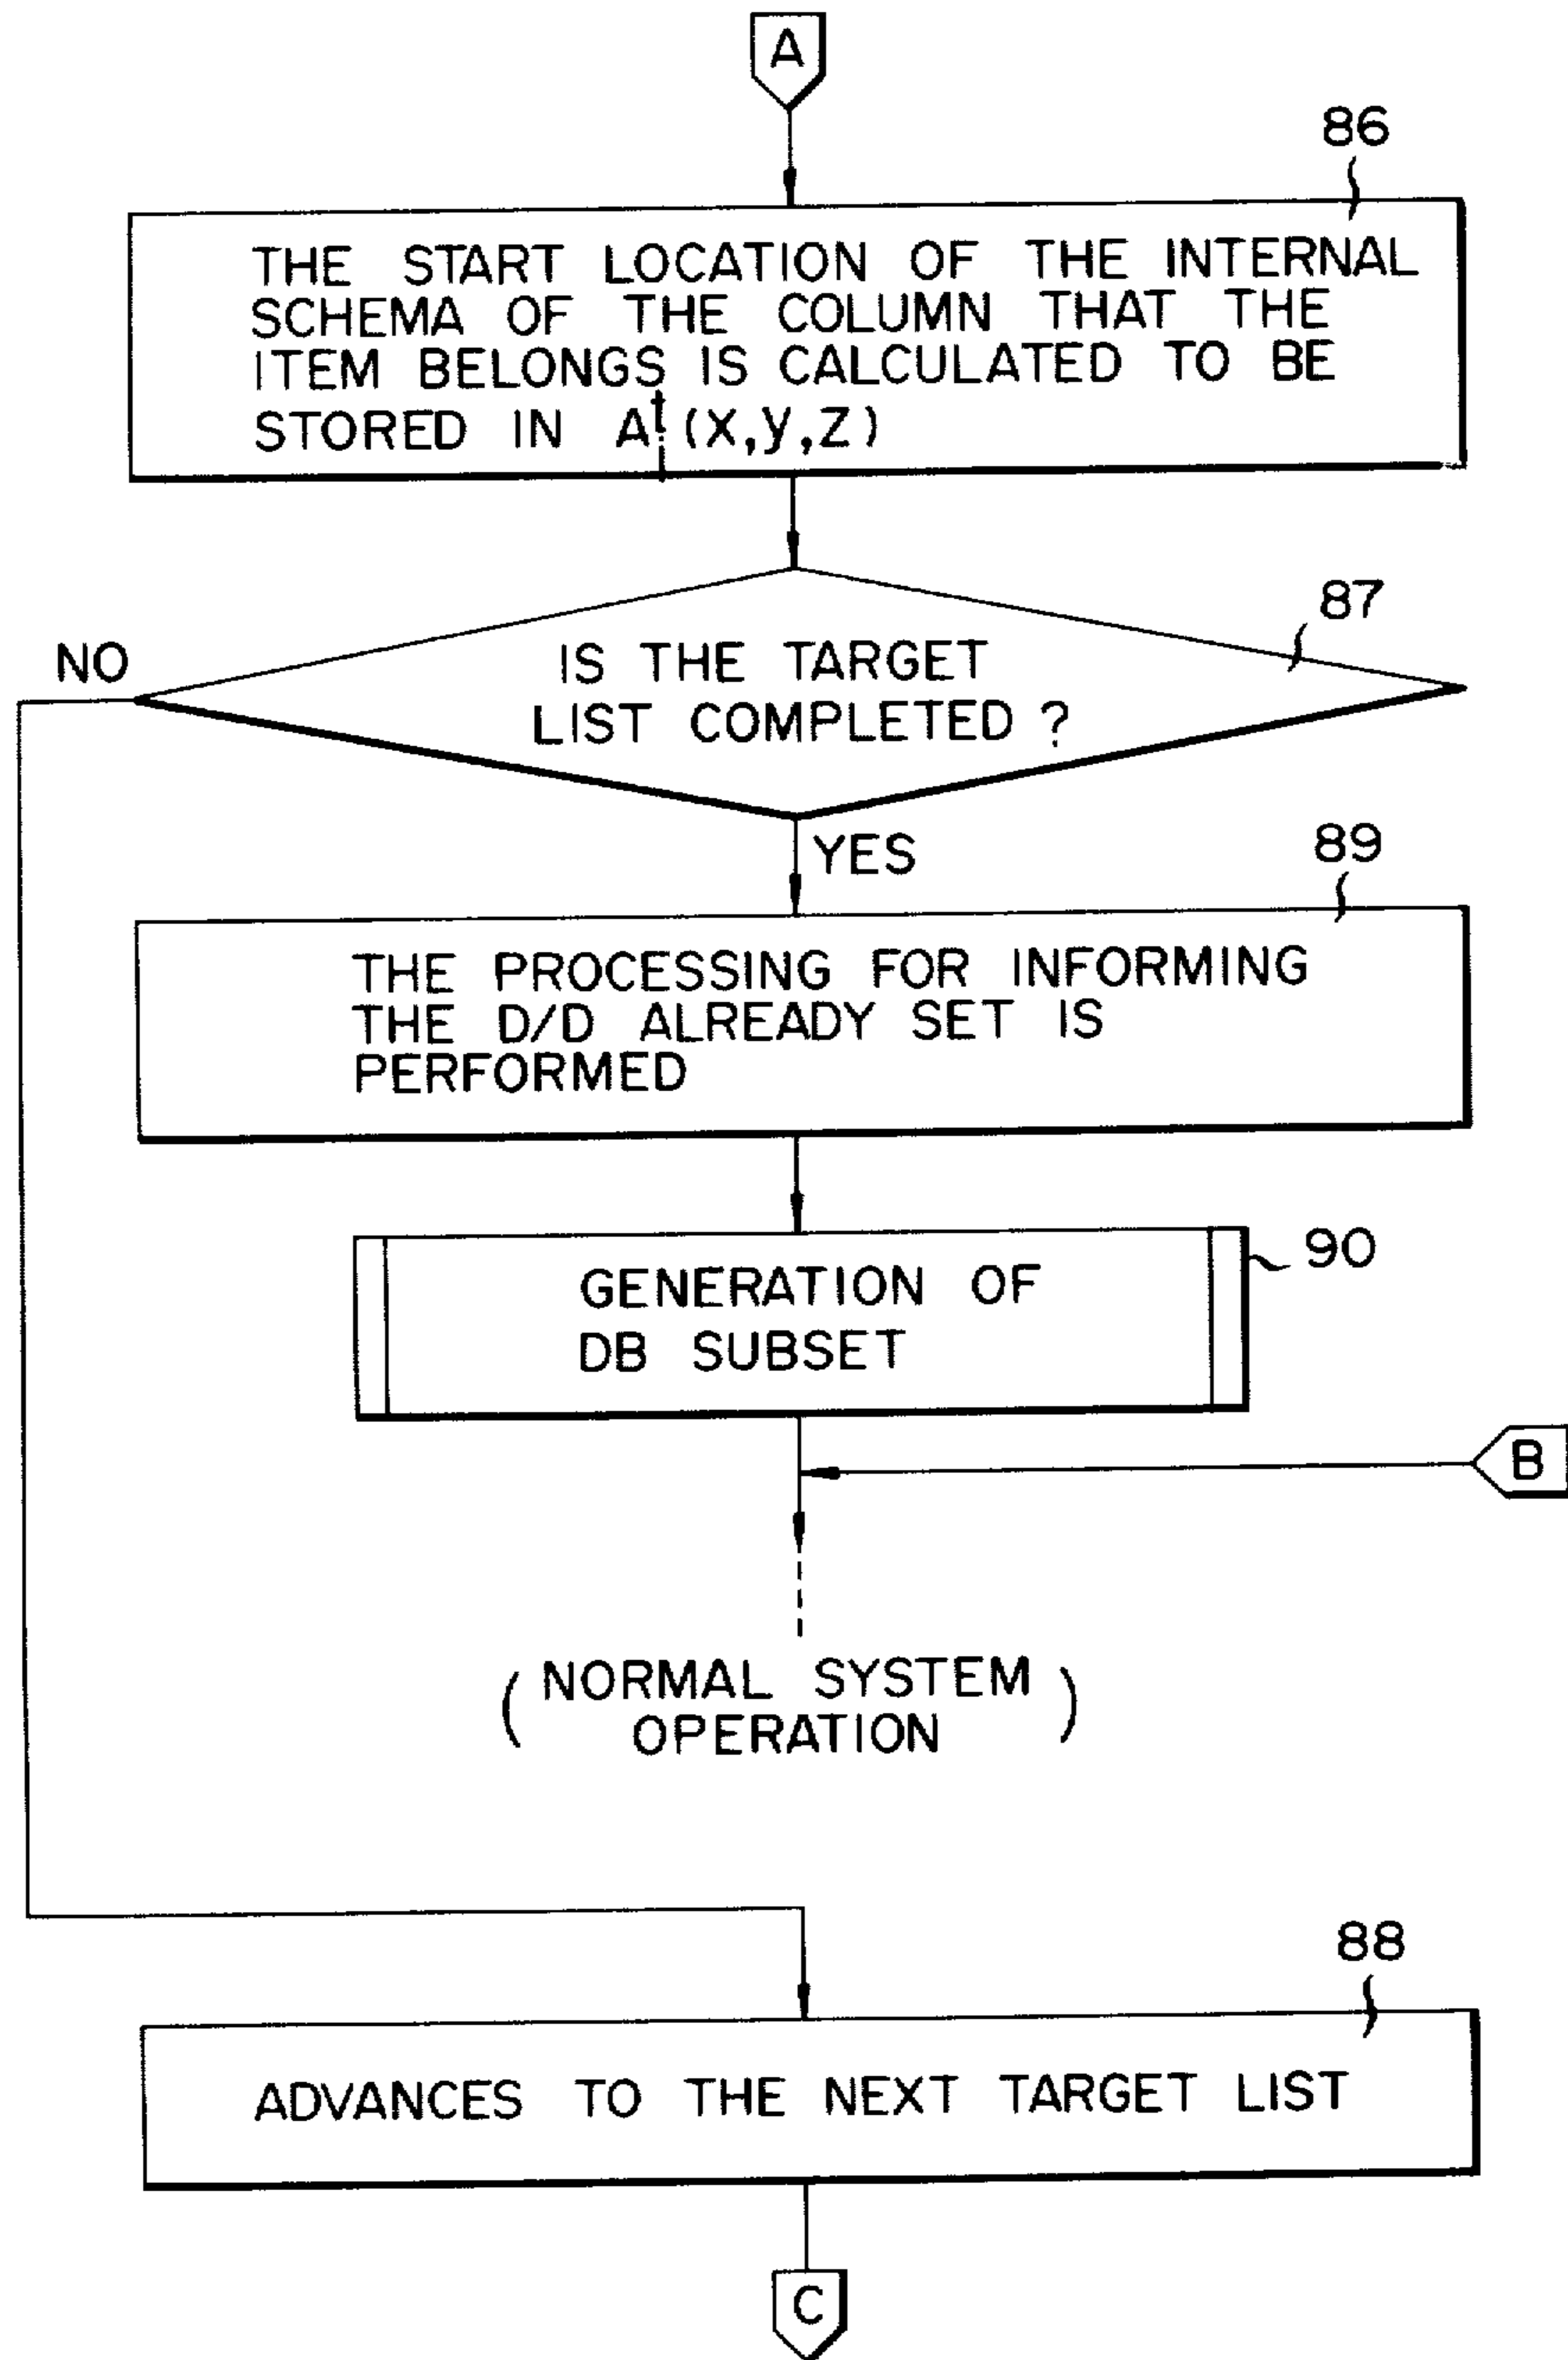 A
86
THE START LOCATION OF THE INTERNAL
SCHEMA OF THE COLUMN THAT THE
ITEM BELONGS IS CALCULATED TO BE
STORED IN A (x,y,z)
87
NO
IS THE TARGET
LIST COMPLETED ?
YES
89
THE PROCESSING FOR INFORMING
THE D/D ALREADY SET IS
PERFORMED
90
GENERATION OF
DB SUBSET
B
(NORMAL SYSTEM
OPERATION)
88
ADVANCES TO THE NEXT TARGET LIST
C